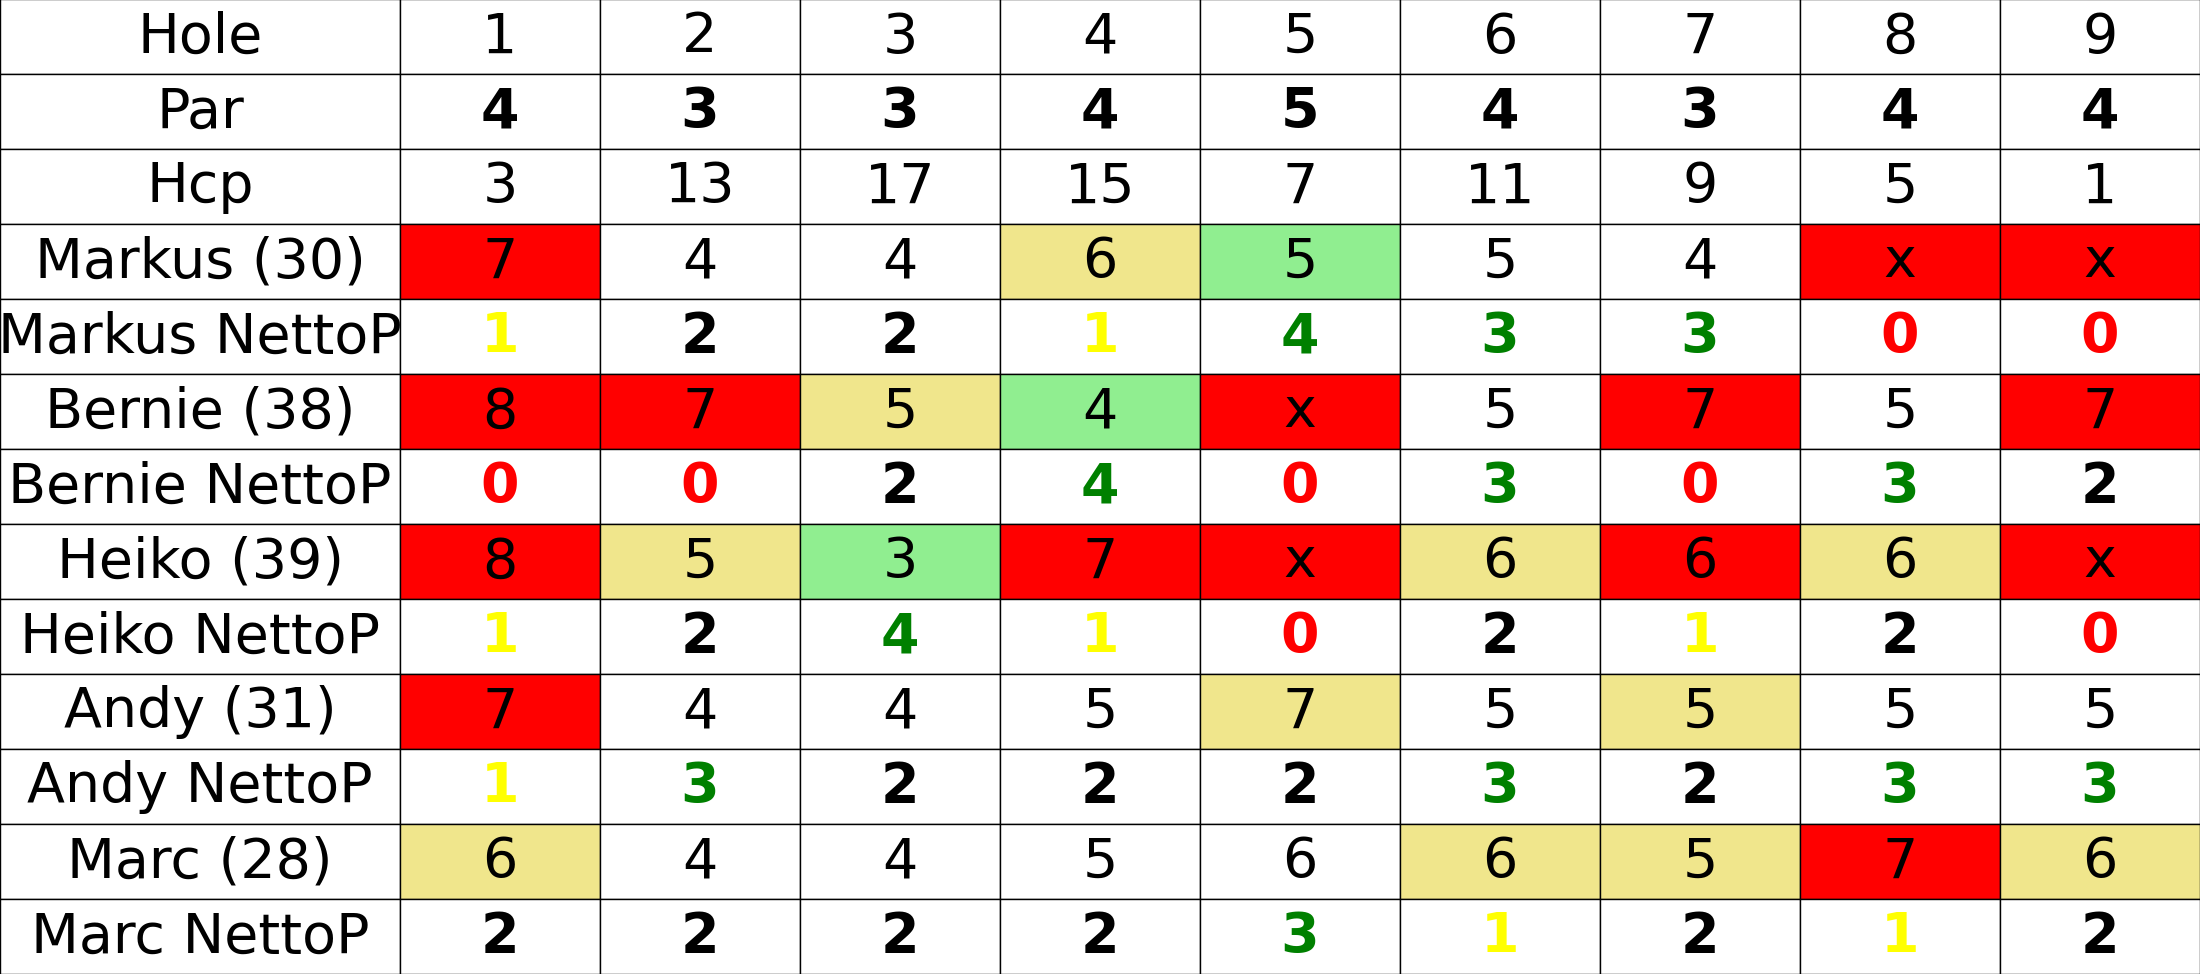 Hole 1 2 3 4 5 6 7 8 9
Par 4 3 3 4 5 4 3 4 4
Hcp 3 13 17 15 7 11 9 5 1
Markus (30) 7 4 4 6 5 5 4 x x
Markus NettoP 1 2 2 1 4 3 3 0 0
Bernie (38) 8 7 5 4 x 5 7 5 7
Bernie NettoP 0 0 2 4 0 3 0 3 2
Heiko (39) 8 5 3 7 x 6 6 6 x
Heiko NettoP 1 2 4 1 0 2 1 2 0
Andy (31) 7 4 4 5 7 5 5 5 5
Andy NettoP 1 3 2 2 2 3 2 3 3
Marc (28) 6 4 4 5 6 6 5 7 6
Marc NettoP 2 2 2 2 3 1 2 1 2